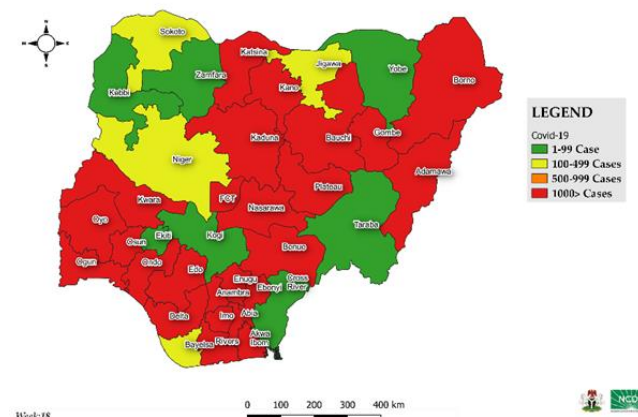 Sokoto
Katsina
Jigawa
Yobe
Borno
Zamfara
Kebbi
Kano
Kaduna
Bauchi
Gombe
Adamawa
Niger
Plateau
FCT
Nasarawa
Kwara
Taraba
Oyo
Kogi
Ekiti
Osun
Benue
Ogun
Ondo
Edo
Enugu
Cross
River
Ebonyi
Anambra
Delta
Imo
Abia
Akwa
Ibom
Bayelsa
Rivers
LEGEND
Covid-19
1-99 Case
100-499 Cases
500-999 Cases
1000> Cases
0 100 200 300 400 km
Week:18
NCDC